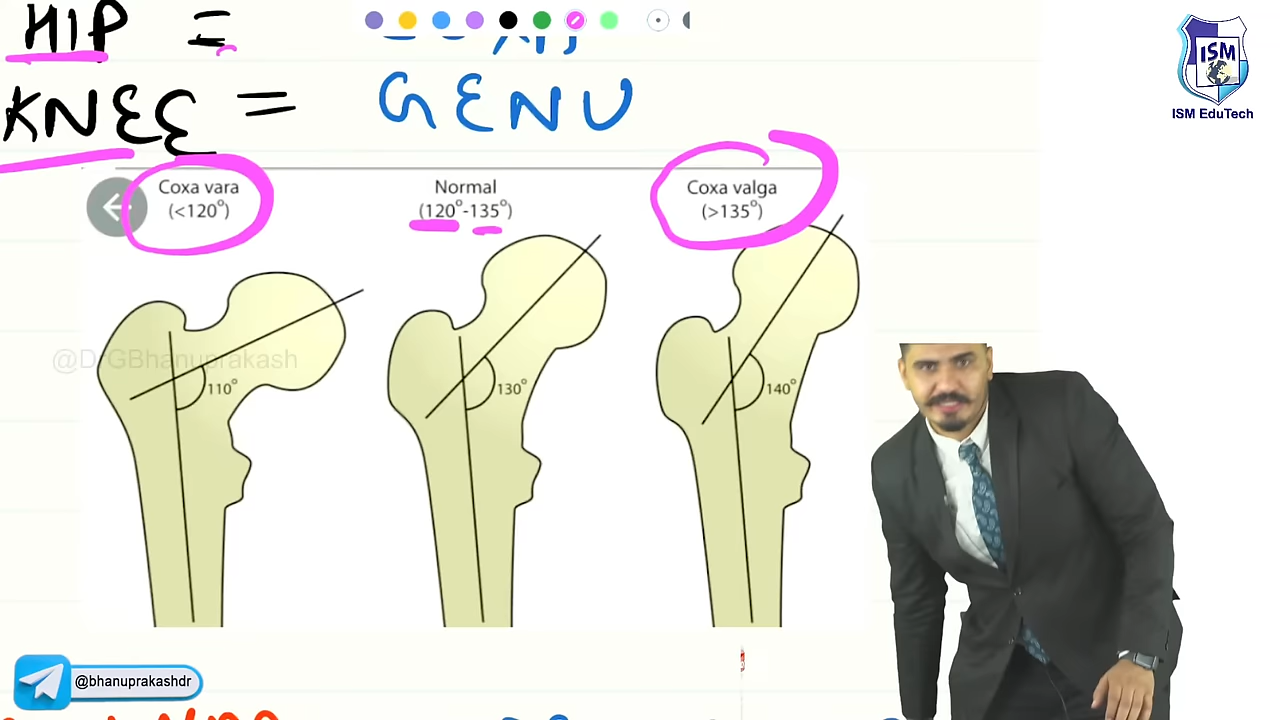 HIP =
KNEE = GENU
ISM
ISM EduTech
Coxa vara
(<120°)
Normal
(120°-135°)
Coxa valga
(>135°)
@DrGBhanuprakash
110°
130°
140°
@bhanuprakashdr